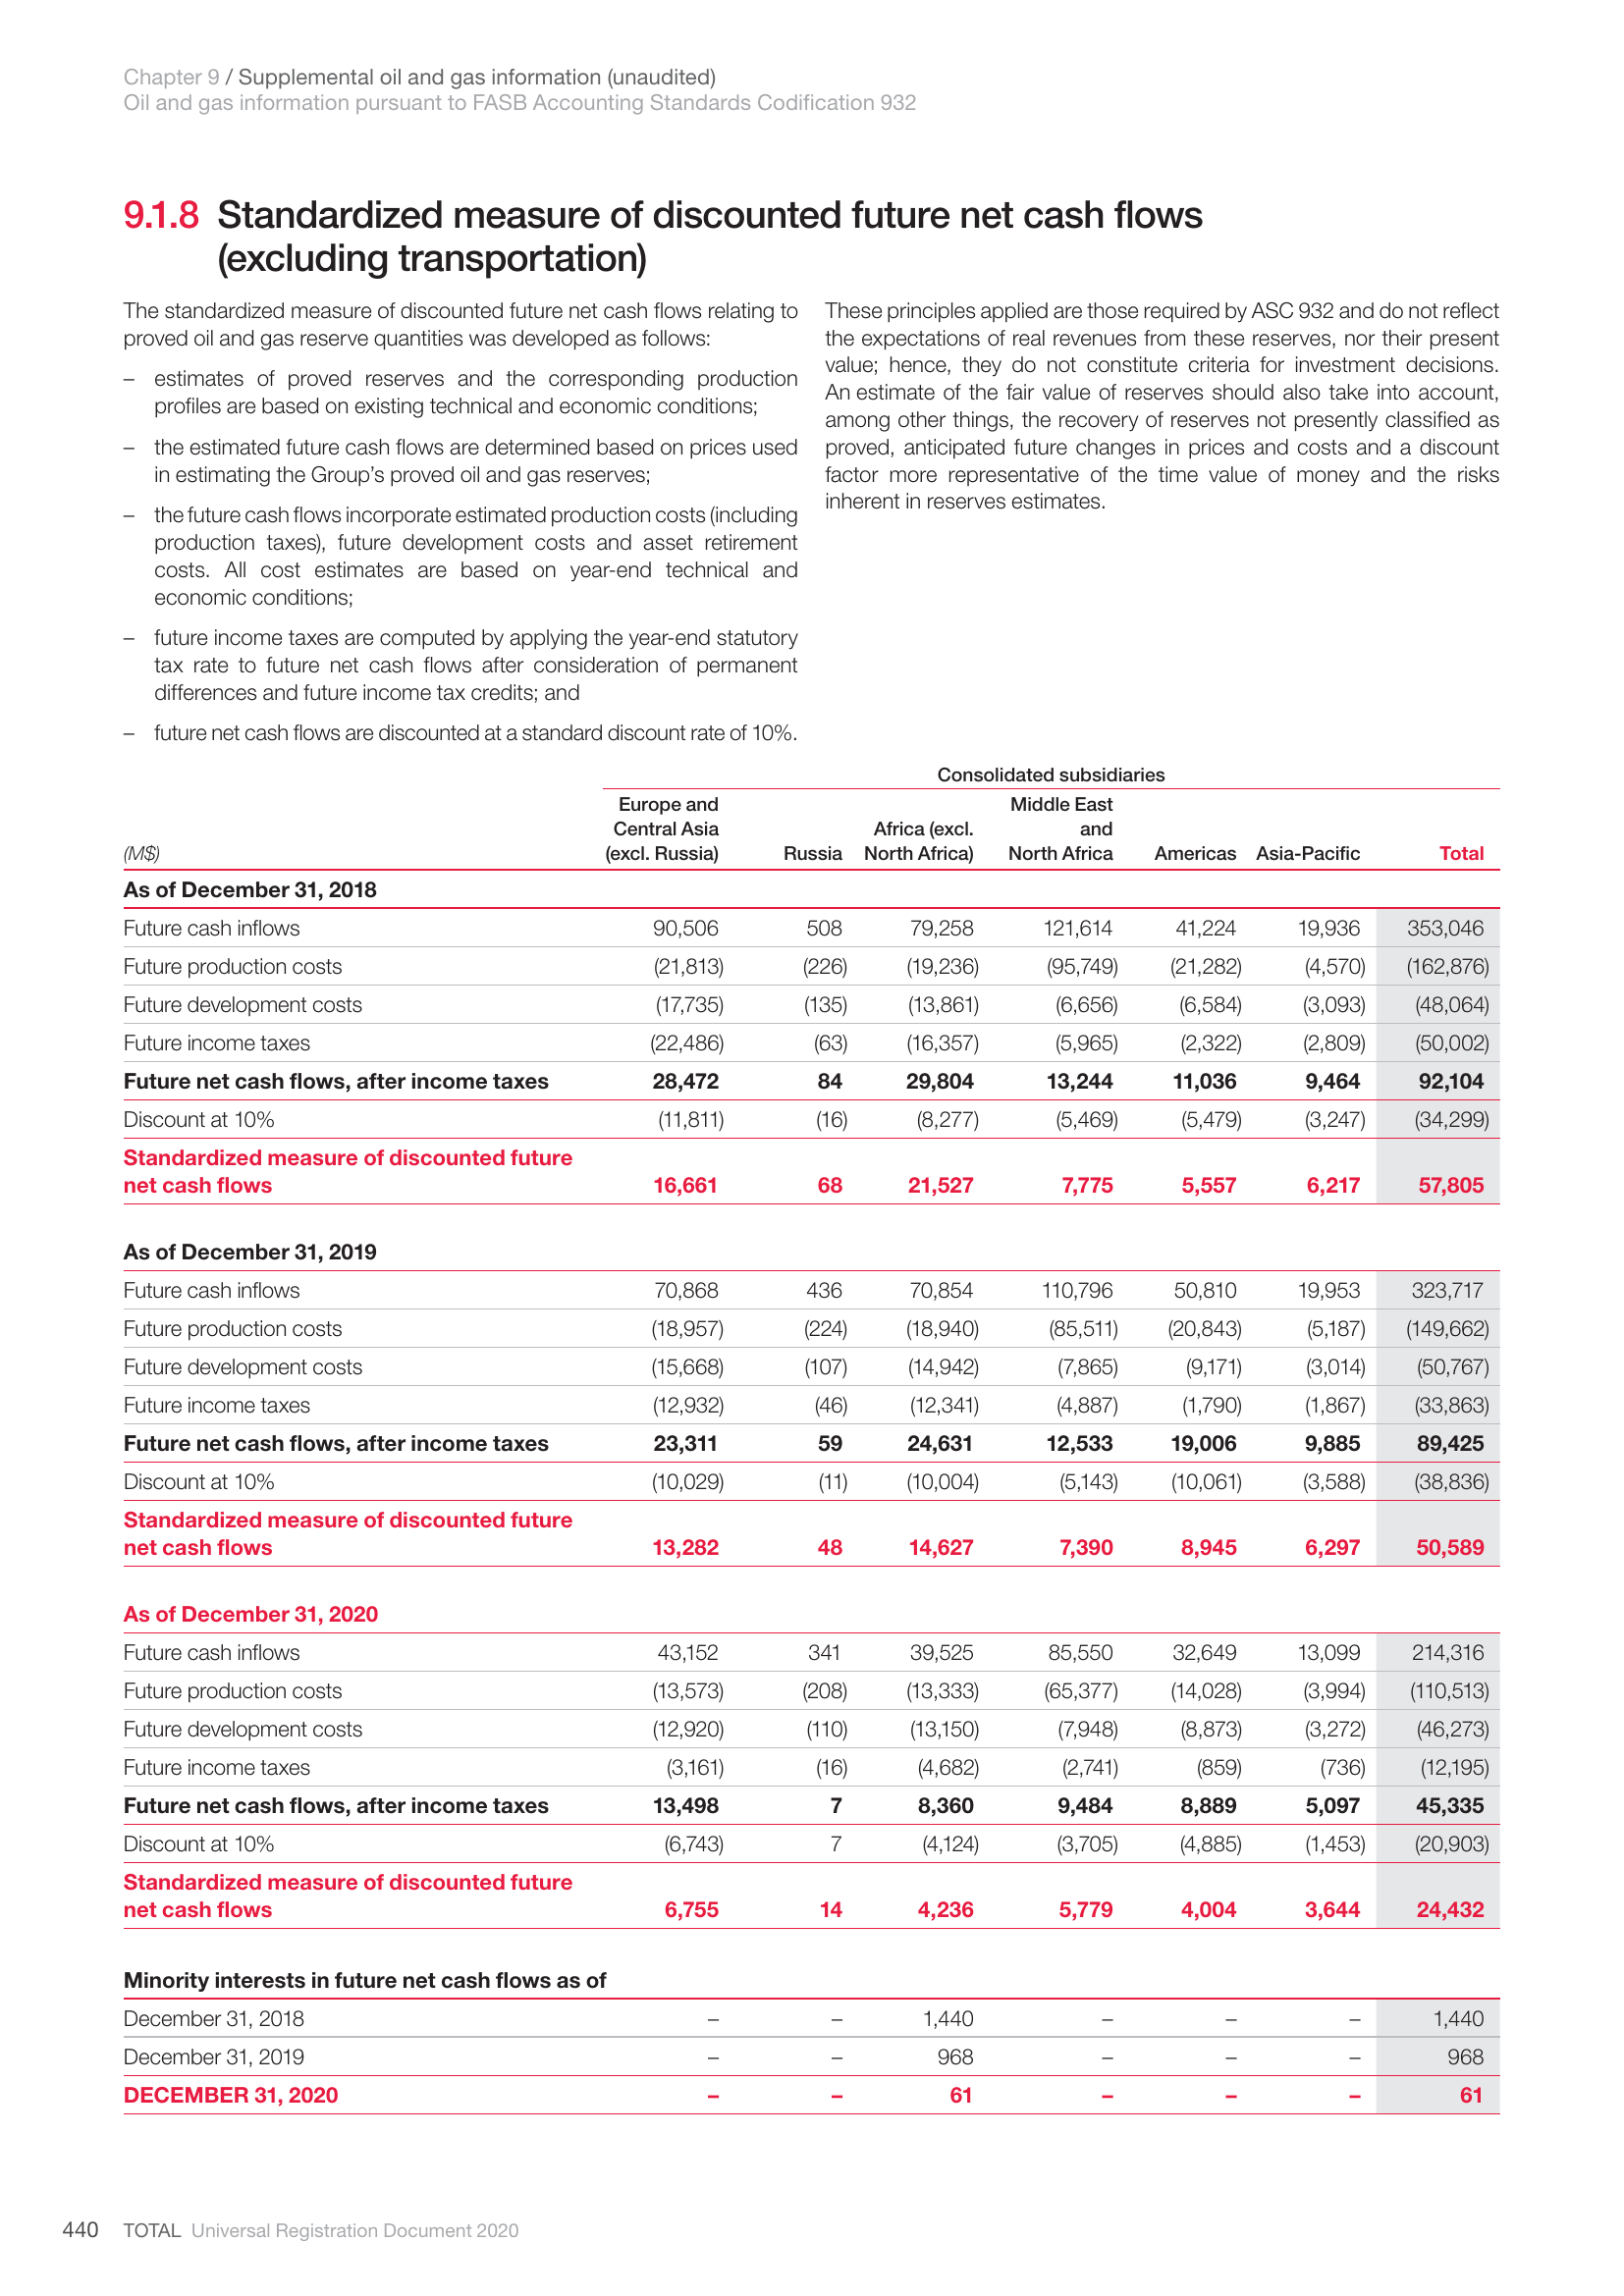 Chapter 9 / Supplemental oil and gas information (unaudited)
Oil and gas information pursuant to FASB Accounting Standards Codification 932
9.1.8 Standardized measure of discounted future net cash flows
(excluding transportation)
The standardized measure of discounted future net cash flows relating to
proved oil and gas reserve quantities was developed as follows:
– estimates of proved reserves and the corresponding production
profiles are based on existing technical and economic conditions;
– the estimated future cash flows are determined based on prices used
in estimating the Group's proved oil and gas reserves;
– the future cash flows incorporate estimated production costs (including
production taxes), future development costs and asset retirement
costs. All cost estimates are based on year-end technical and
economic conditions;
– future income taxes are computed by applying the year-end statutory
tax rate to future net cash flows after consideration of permanent
differences and future income tax credits; and
– future net cash flows are discounted at a standard discount rate of 10%.
These principles applied are those required by ASC 932 and do not reflect
the expectations of real revenues from these reserves, nor their present
value; hence, they do not constitute criteria for investment decisions.
An estimate of the fair value of reserves should also take into account,
among other things, the recovery of reserves not presently classified as
proved, anticipated future changes in prices and costs and a discount
factor more representative of the time value of money and the risks
inherent in reserves estimates.
Consolidated subsidiaries
(M$) Europe and Central Asia (excl. Russia) Russia Africa (excl. North Africa) Middle East and North Africa Americas Asia-Pacific Total
As of December 31, 2018
Future cash inflows 90,506 508 79,258 121,614 41,224 19,936 353,046
Future production costs (21,813) (226) (19,236) (95,749) (21,282) (4,570) (162,876)
Future development costs (17,735) (135) (13,861) (6,656) (6,584) (3,093) (48,064)
Future income taxes (22,486) (63) (16,357) (5,965) (2,322) (2,809) (50,002)
Future net cash flows, after income taxes 28,472 84 29,804 13,244 11,036 9,464 92,104
Discount at 10% (11,811) (16) (8,277) (5,469) (5,479) (3,247) (34,299)
Standardized measure of discounted future
net cash flows 16,661 68 21,527 7,775 5,557 6,217 57,805
As of December 31, 2019
Future cash inflows 70,868 436 70,854 110,796 50,810 19,953 323,717
Future production costs (18,957) (224) (18,940) (85,511) (20,843) (5,187) (149,662)
Future development costs (15,668) (107) (14,942) (7,865) (9,171) (3,014) (50,767)
Future income taxes (12,932) (46) (12,341) (4,887) (1,790) (1,867) (33,863)
Future net cash flows, after income taxes 23,311 59 24,631 12,533 19,006 9,885 89,425
Discount at 10% (10,029) (11) (10,004) (5,143) (10,061) (3,588) (38,836)
Standardized measure of discounted future
net cash flows 13,282 48 14,627 7,390 8,945 6,297 50,589
As of December 31, 2020
Future cash inflows 43,152 341 39,525 85,550 32,649 13,099 214,316
Future production costs (13,573) (208) (13,333) (65,377) (14,028) (3,994) (110,513)
Future development costs (12,920) (110) (13,150) (7,948) (8,873) (3,272) (46,273)
Future income taxes (3,161) (16) (4,682) (2,741) (859) (736) (12,195)
Future net cash flows, after income taxes 13,498 7 8,360 9,484 8,889 5,097 45,335
Discount at 10% (6,743) 7 (4,124) (3,705) (4,885) (1,453) (20,903)
Standardized measure of discounted future
net cash flows 6,755 14 4,236 5,779 4,004 3,644 24,432
Minority interests in future net cash flows as of
December 31, 2018 – – 1,440 – – – 1,440
December 31, 2019 – – 968 – – – 968
DECEMBER 31, 2020 – – 61 – – – 61
440 TOTAL Universal Registration Document 2020